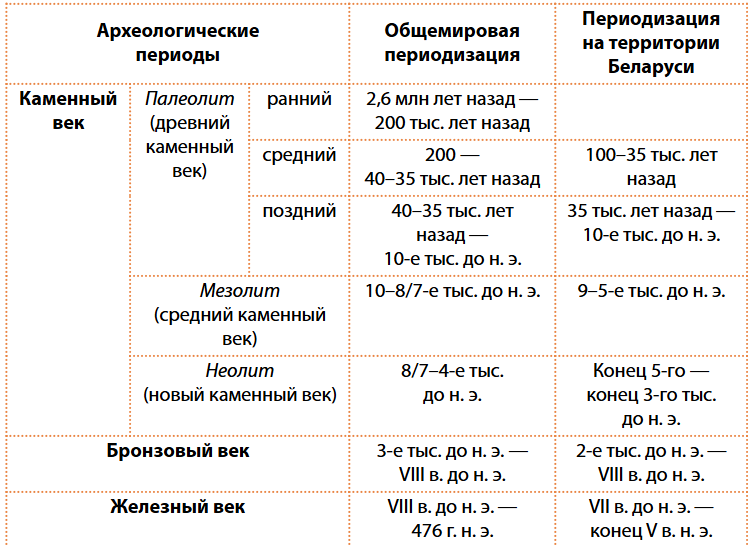 Археологические
периоды
Общемировая
периодизация
Периодизация
на территории
Беларуси
Каменный
век
Палеолит
(древний
каменный
век)
ранний
2,6 млн лет назад —
200 тыс. лет назад
средний
200 —
40–35 тыс. лет назад
100–35 тыс. лет
назад
поздний
40–35 тыс. лет
назад —
10-е тыс. до н. э.
35 тыс. лет назад —
10-е тыс. до н. э.
Мезолит
(средний каменный
век)
10–8/7-е тыс. до н. э.
9–5-е тыс. до н. э.
Неолит
(новый каменный век)
8/7–4-е тыс.
до н. э.
Конец 5-го —
конец 3-го тыс.
до н. э.
Бронзовый век
3-е тыс. до н. э. —
VIII в. до н. э.
2-е тыс. до н. э. —
VIII в. до н. э.
Железный век
VIII в. до н. э. —
476 г. н. э.
VII в. до н. э. —
конец V в. н. э.